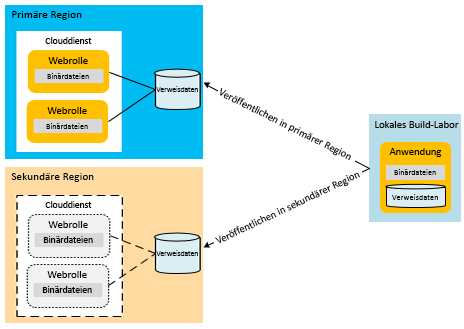 Primäre Region
Clouddienst
Webrolle
Binärdateien
Webrolle
Binärdateien
Verweisdaten
Veröffentlichen in primärer Region
Lokales Build-Labor
Anwendung
Binärdateien
Verweisdaten
Veröffentlichen in sekundärer Region
Sekundäre Region
Clouddienst
Webrolle
Binärdateien
Webrolle
Binärdateien
Verweisdaten